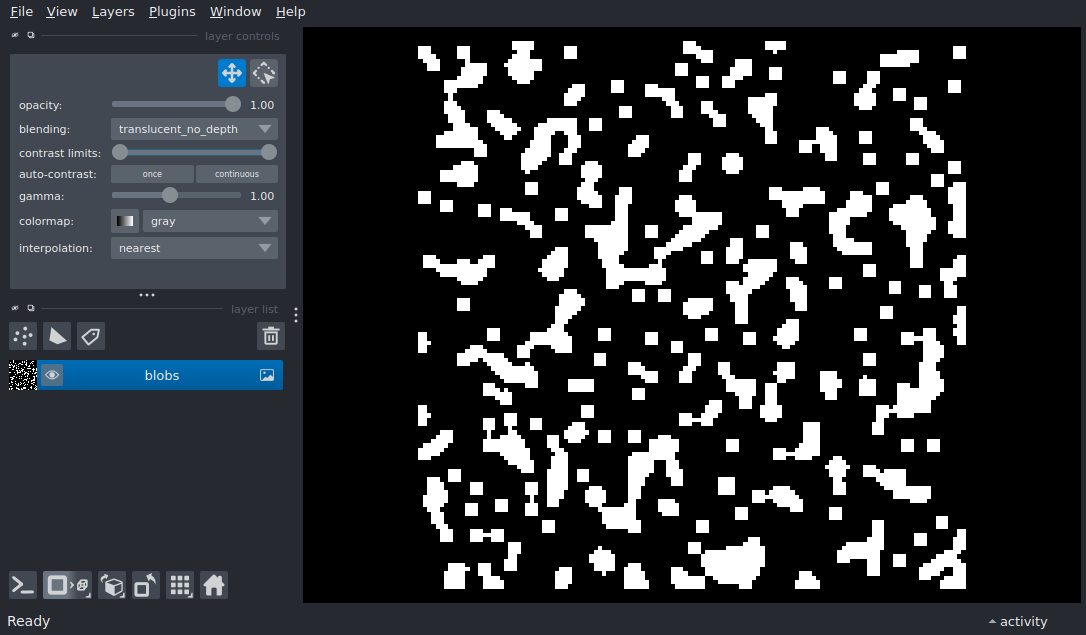 File View Layers Plugins Window Help
layer controls
opacity: 1.00
blending: translucent_no_depth
contrast limits:
auto-contrast: once continuous
gamma: 1.00
colormap: gray
interpolation: nearest
layer list
blobs
Ready
activity